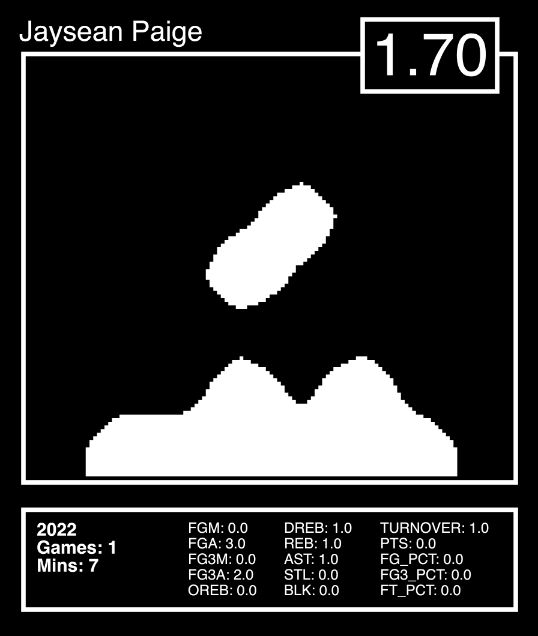 Jaysean Paige
1.70
2022
Games: 1
Mins: 7
FGM: 0.0
FGA: 3.0
FG3M: 0.0
FG3A: 2.0
OREB: 0.0
DREB: 1.0
REB: 1.0
AST: 1.0
STL: 0.0
BLK: 0.0
TURNOVER: 1.0
PTS: 0.0
FG_PCT: 0.0
FG3_PCT: 0.0
FT_PCT: 0.0